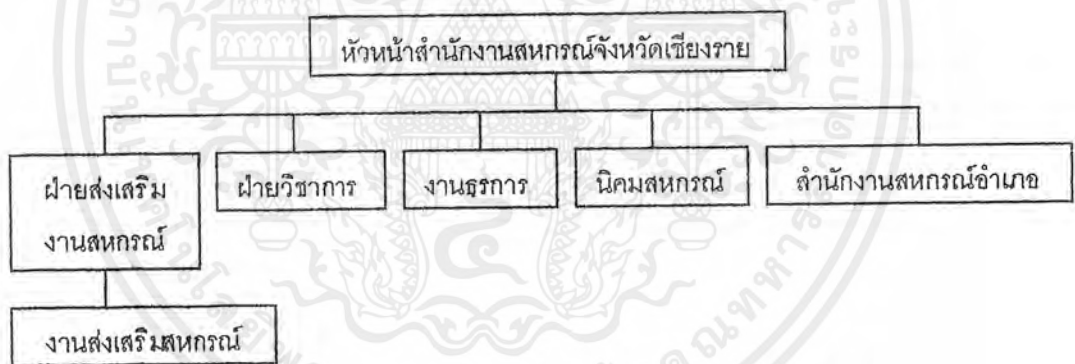 หัวหน้าสำนักงานสหกรณ์จังหวัดเชียงราย
ฝ่ายส่งเสริม
งานสหกรณ์
ฝ่ายวิชาการ
งานธุรการ
นิคมสหกรณ์
สำนักงานสหกรณ์อำเภอ
งานส่งเสริมสหกรณ์